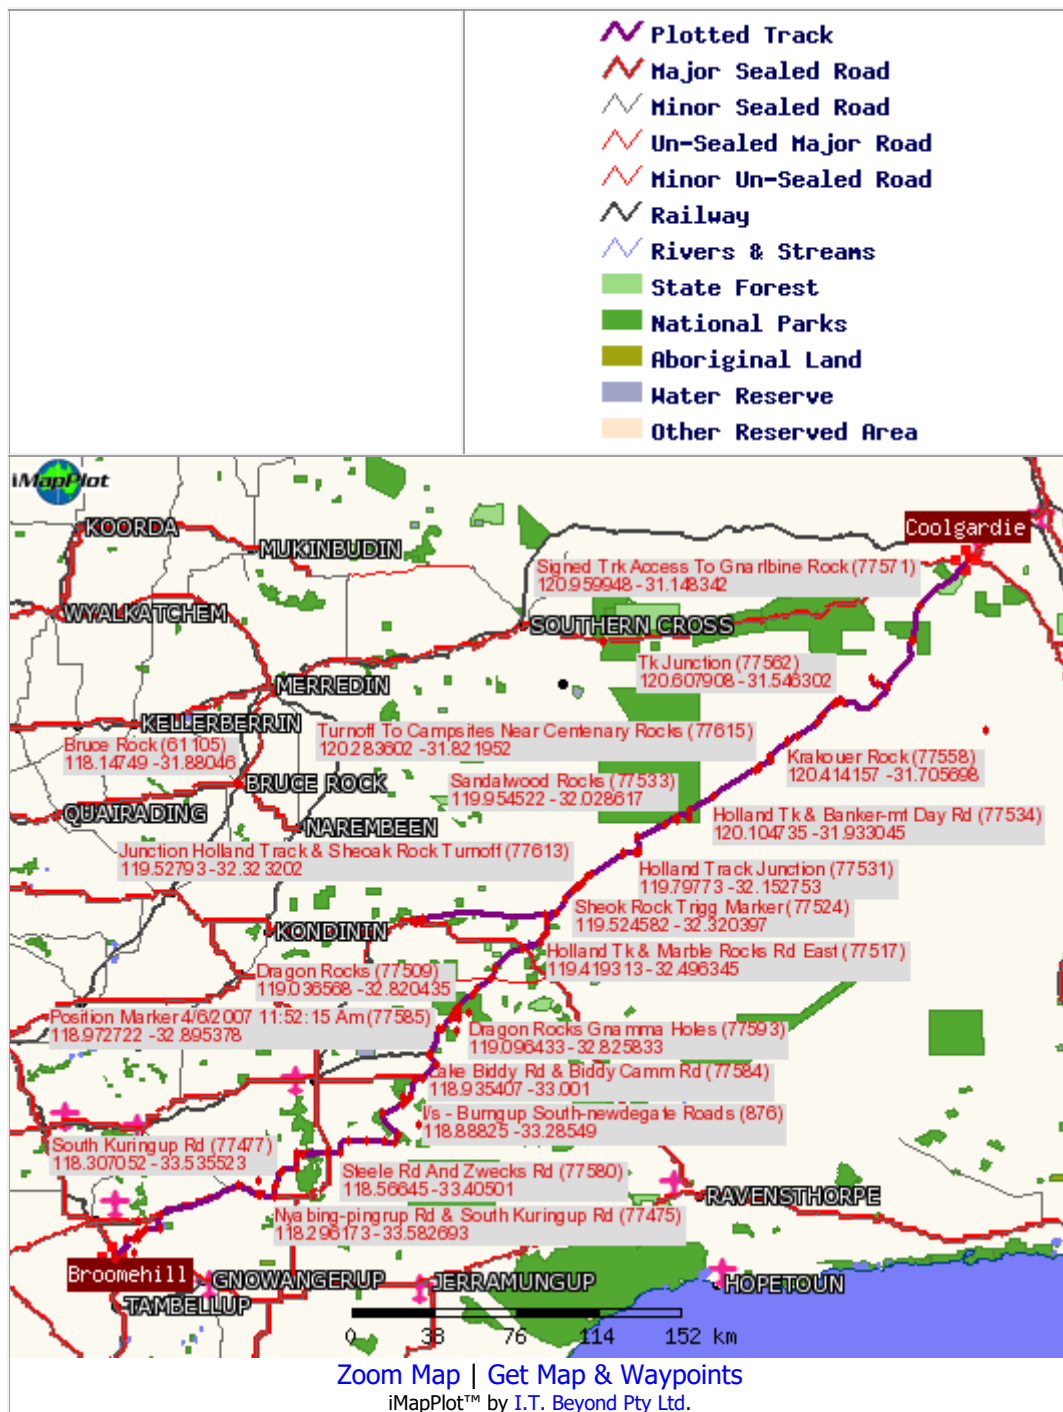 Plotted Track
Major Sealed Road
Minor Sealed Road
Un-Sealed Major Road
Minor Un-Sealed Road
Railway
Rivers & Streams
State Forest
National Parks
Aboriginal Land
Water Reserve
Other Reserved Area
iMapPlot
Coolgardie
KOORDA
MUKINBUDIN
Signed Trk Access To Gnarlbine Rock (77571)
120.959948 -31.148342
WYALKATCHEM
SOUTHERN CROSS
Tk Junction (77562)
120.607908 -31.546302
MERREDIN
KELLERBERRIN
Turnoff To Campsites Near Centenary Rocks (77615)
120.283602 -31.821952
Bruce Rock (61105)
118.14749 -31.88046
Krakouer Rock (77558)
120.414157 -31.705698
BRUCE ROCK
Sandalwood Rocks (77533)
119.954522 -32.028617
QUAIRADING
NAREMBEEN
Holland Tk & Banker-mt Day Rd (77534)
120.104735 -31.933045
Junction Holland Track & Sheoak Rock Turnoff (77613)
119.52793 -32.323202
Holland Track Junction (77531)
119.79773 -32.152753
Sheok Rock Trigg Marker (77524)
119.524582 -32.320397
KONDININ
Holland Tk & Marble Rocks Rd East (77517)
119.419313 -32.496345
Dragon Rocks (77509)
119.036568 -32.820435
Position Marker 4/6/2007 11:52:15 Am (77585)
118.972722 -32.895378
Dragon Rocks Gnamma Holes (77593)
119.096433 -32.825833
Lake Biddy Rd & Biddy Camm Rd (77584)
118.935407 -33.001
I/s - Burngup South-newdegate Roads (876)
118.88825 -33.28549
South Kuringup Rd (77477)
118.307052 -33.535523
Steele Rd And Zwecks Rd (77580)
118.56645 -33.40501
RAVENSTHORPE
Nyabing-pingrup Rd & South Kuringup Rd (77475)
118.296173 -33.582693
Broomehill
GNOWANGERUP
JERRAMUNGUP
HOPETOUN
TAMBELLUP
0 38 76 114 152 km
Zoom Map | Get Map & Waypoints
iMapPlot™ by I.T. Beyond Pty Ltd.